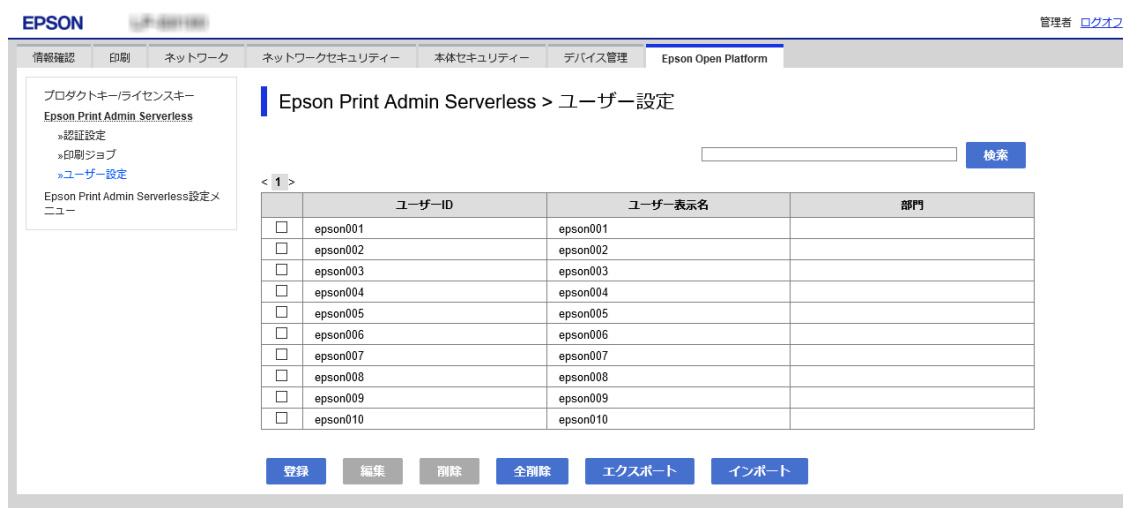 EPSON
管理者 ログオフ
情報確認 印刷 ネットワーク ネットワークセキュリティー 本体セキュリティー デバイス管理 Epson Open Platform
プロダクトキー/ライセンスキー
Epson Print Admin Serverless
»認証設定
»印刷ジョブ
»ユーザー設定
Epson Print Admin Serverless設定メ
ニュー
Epson Print Admin Serverless > ユーザー設定
検索
< 1 >
ユーザーID ユーザー表示名 部門
epson001 epson001
epson002 epson002
epson003 epson003
epson004 epson004
epson005 epson005
epson006 epson006
epson007 epson007
epson008 epson008
epson009 epson009
epson010 epson010
登録 編集 削除 全削除 エクスポート インポート